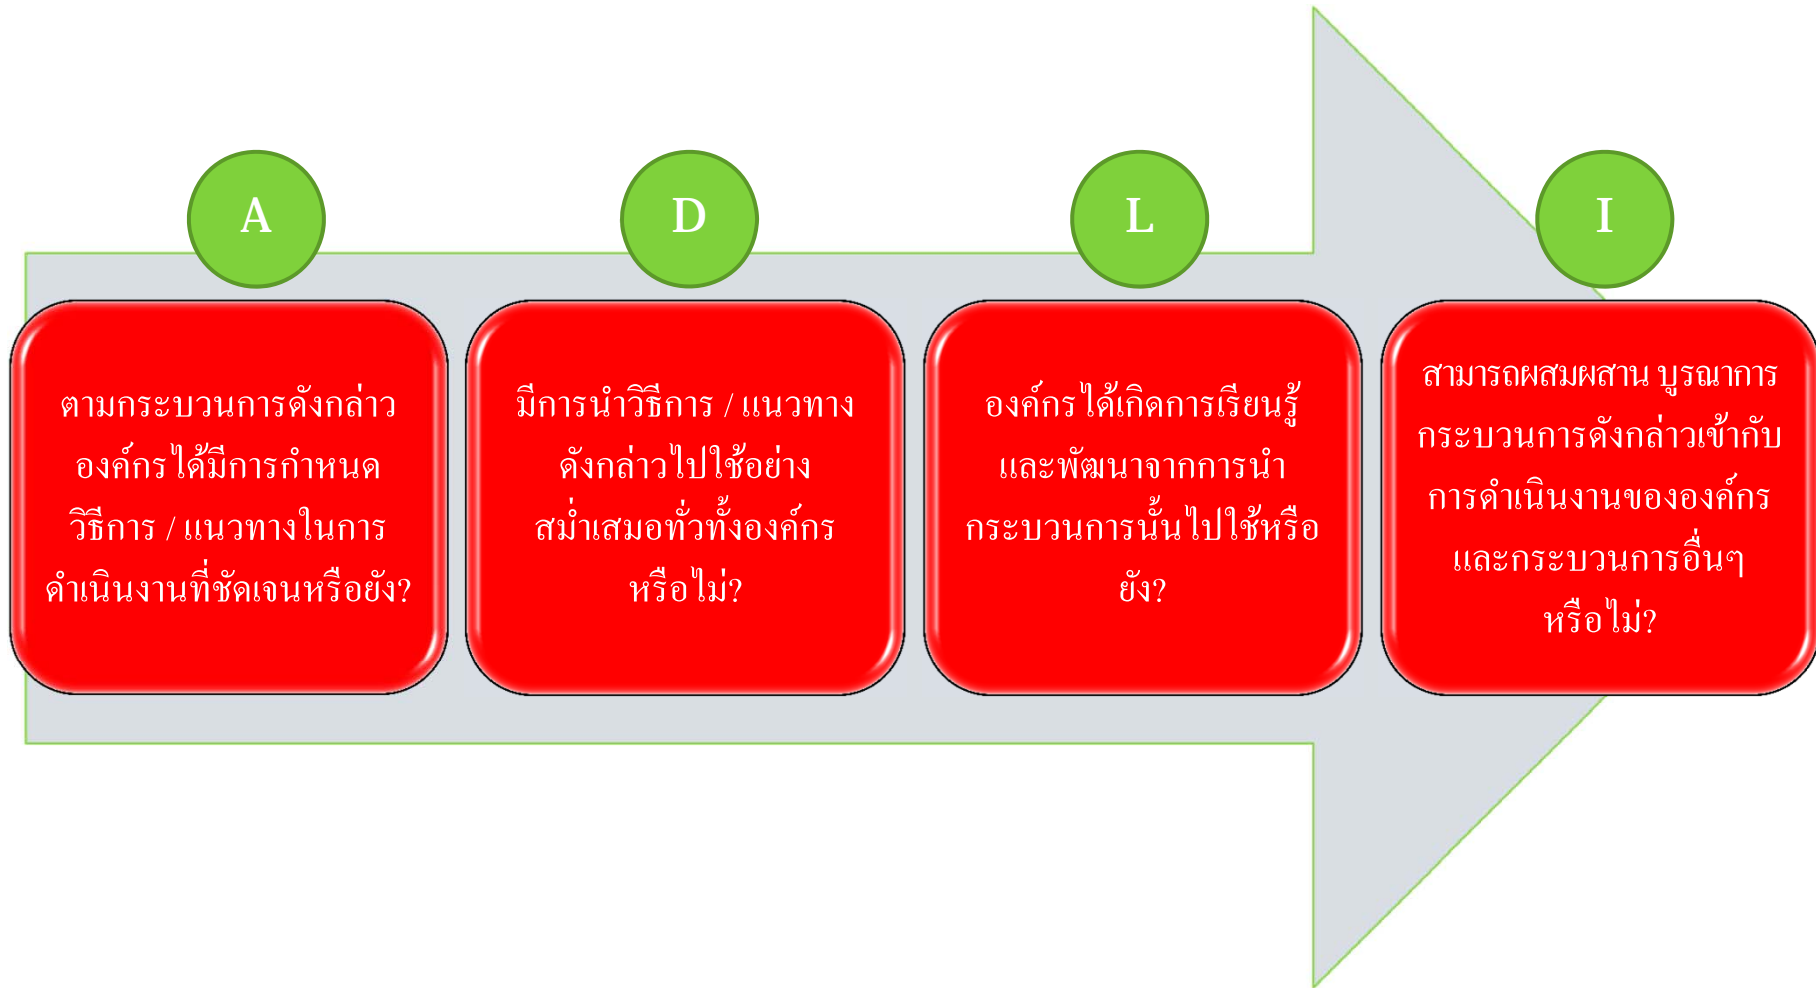 A
ตามกระบวนการดังกล่าว
องค์กรได้มีการกำหนด
วิธีการ / แนวทางในการ
ดำเนินงานที่ชัดเจนหรือยัง?
D
มีการนำวิธีการ / แนวทาง
ดังกล่าวไปใช้อย่าง
สม่ำเสมอทั่วทั้งองค์กร
หรือไม่?
L
องค์กรได้เกิดการเรียนรู้
และพัฒนาจากการนำ
กระบวนการนั้นไปใช้หรือ
ยัง?
I
สามารถผสมผสาน บูรณาการ
กระบวนการดังกล่าวเข้ากับ
การดำเนินงานขององค์กร
และกระบวนการอื่นๆ
หรือไม่?